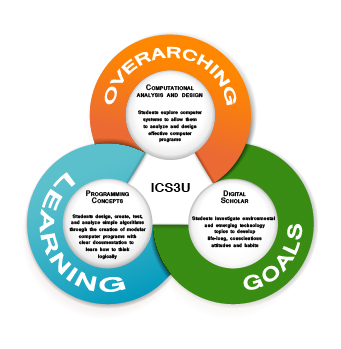 OVERARCHING
COMPUTATIONAL
ANALYSIS AND DESIGN
Students explore computer
systems to allow them
to analyze and design
effective computer
programs
ICS3U
LEARNING
PROGRAMMING
CONCEPTS
Students design, create, test,
and analyze simple algorithms
through the creation of modular
computer programs with
clear documentation to
learn how to think
logically
DIGITAL
SCHOLAR
Students investigate environmental
and emerging technology
topics to develop
life-long, conscientious
attitudes and habits
GOALS